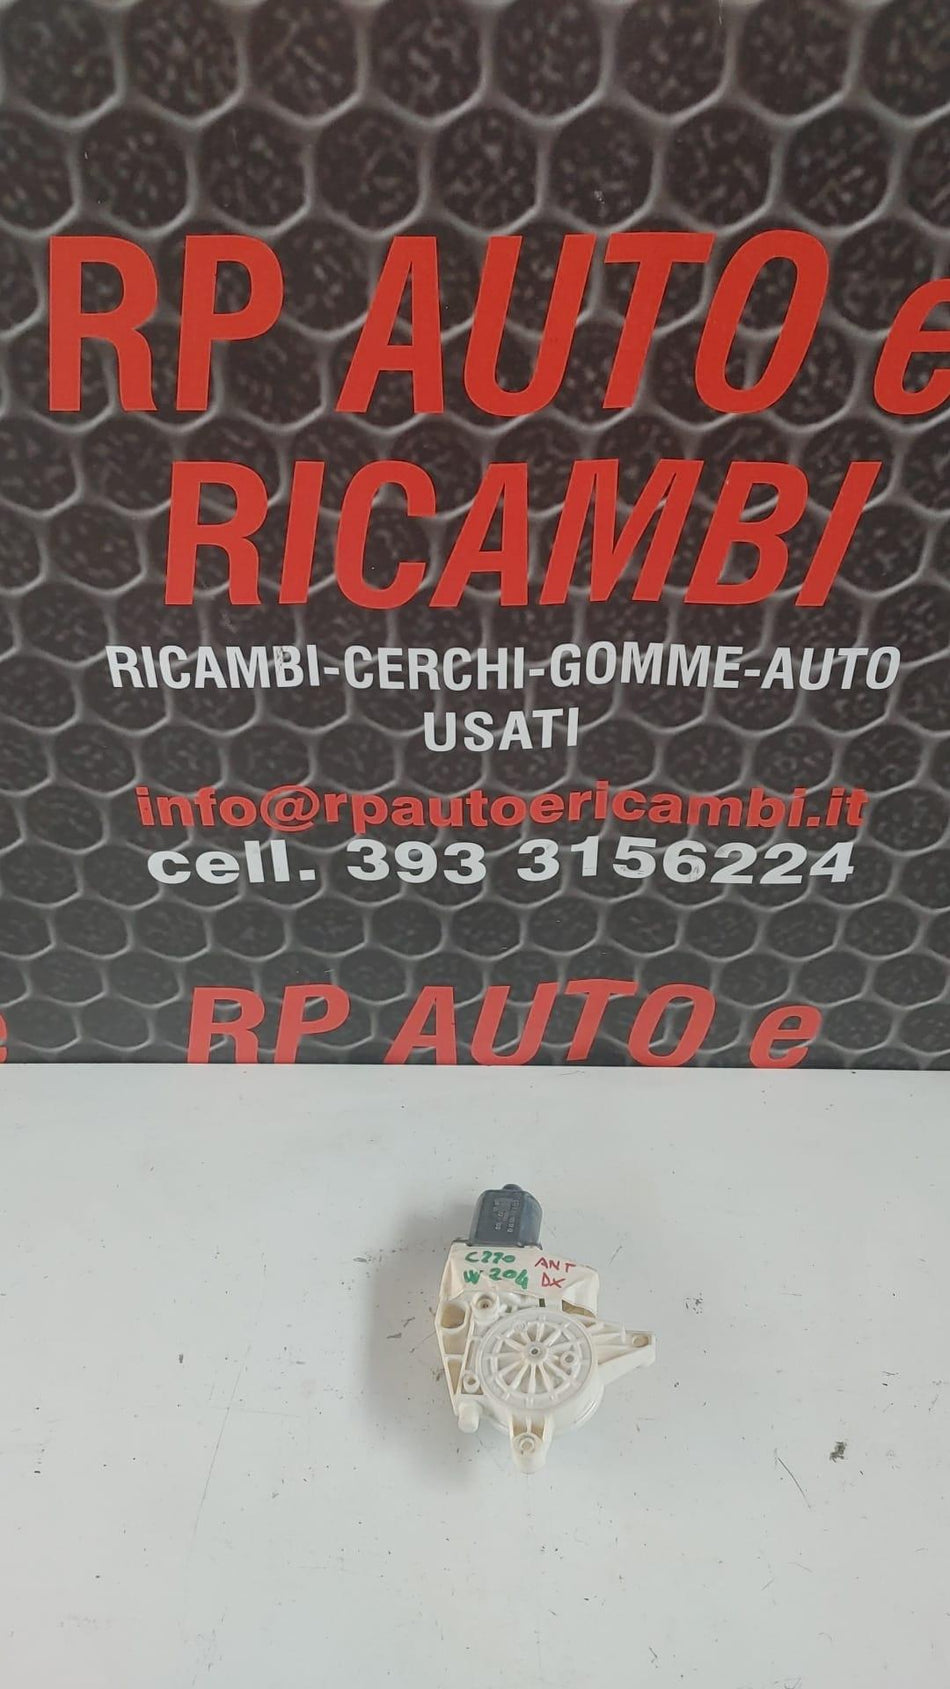 RP AUTO e
RICAMBI
RICAMBI-CERCHI-GOMME-AUTO
USATI
info@rpautoericambi.it
cell. 393 3156224
e RP AUTO e
C220 ANT
W204 DX